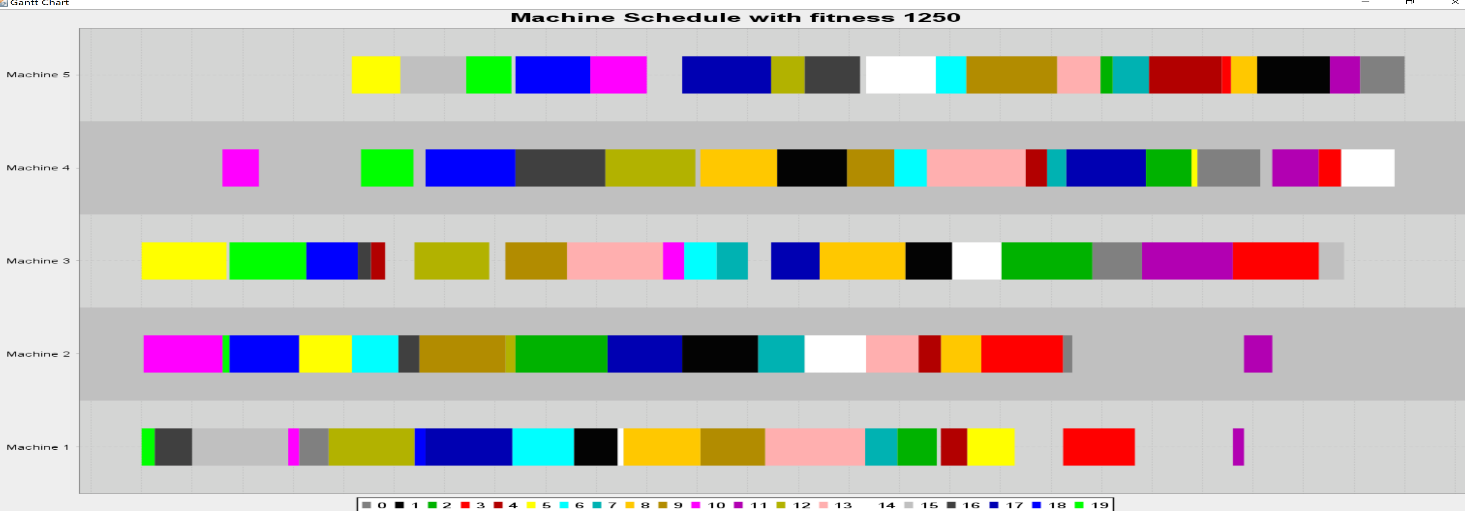 Gantt Chart
Machine Schedule with fitness 1250
Machine 5
Machine 4
Machine 3
Machine 2
Machine 1
0 1 2 3 4 5 6 7 8 9 10 11 12 13 14 15 16 17 18 19